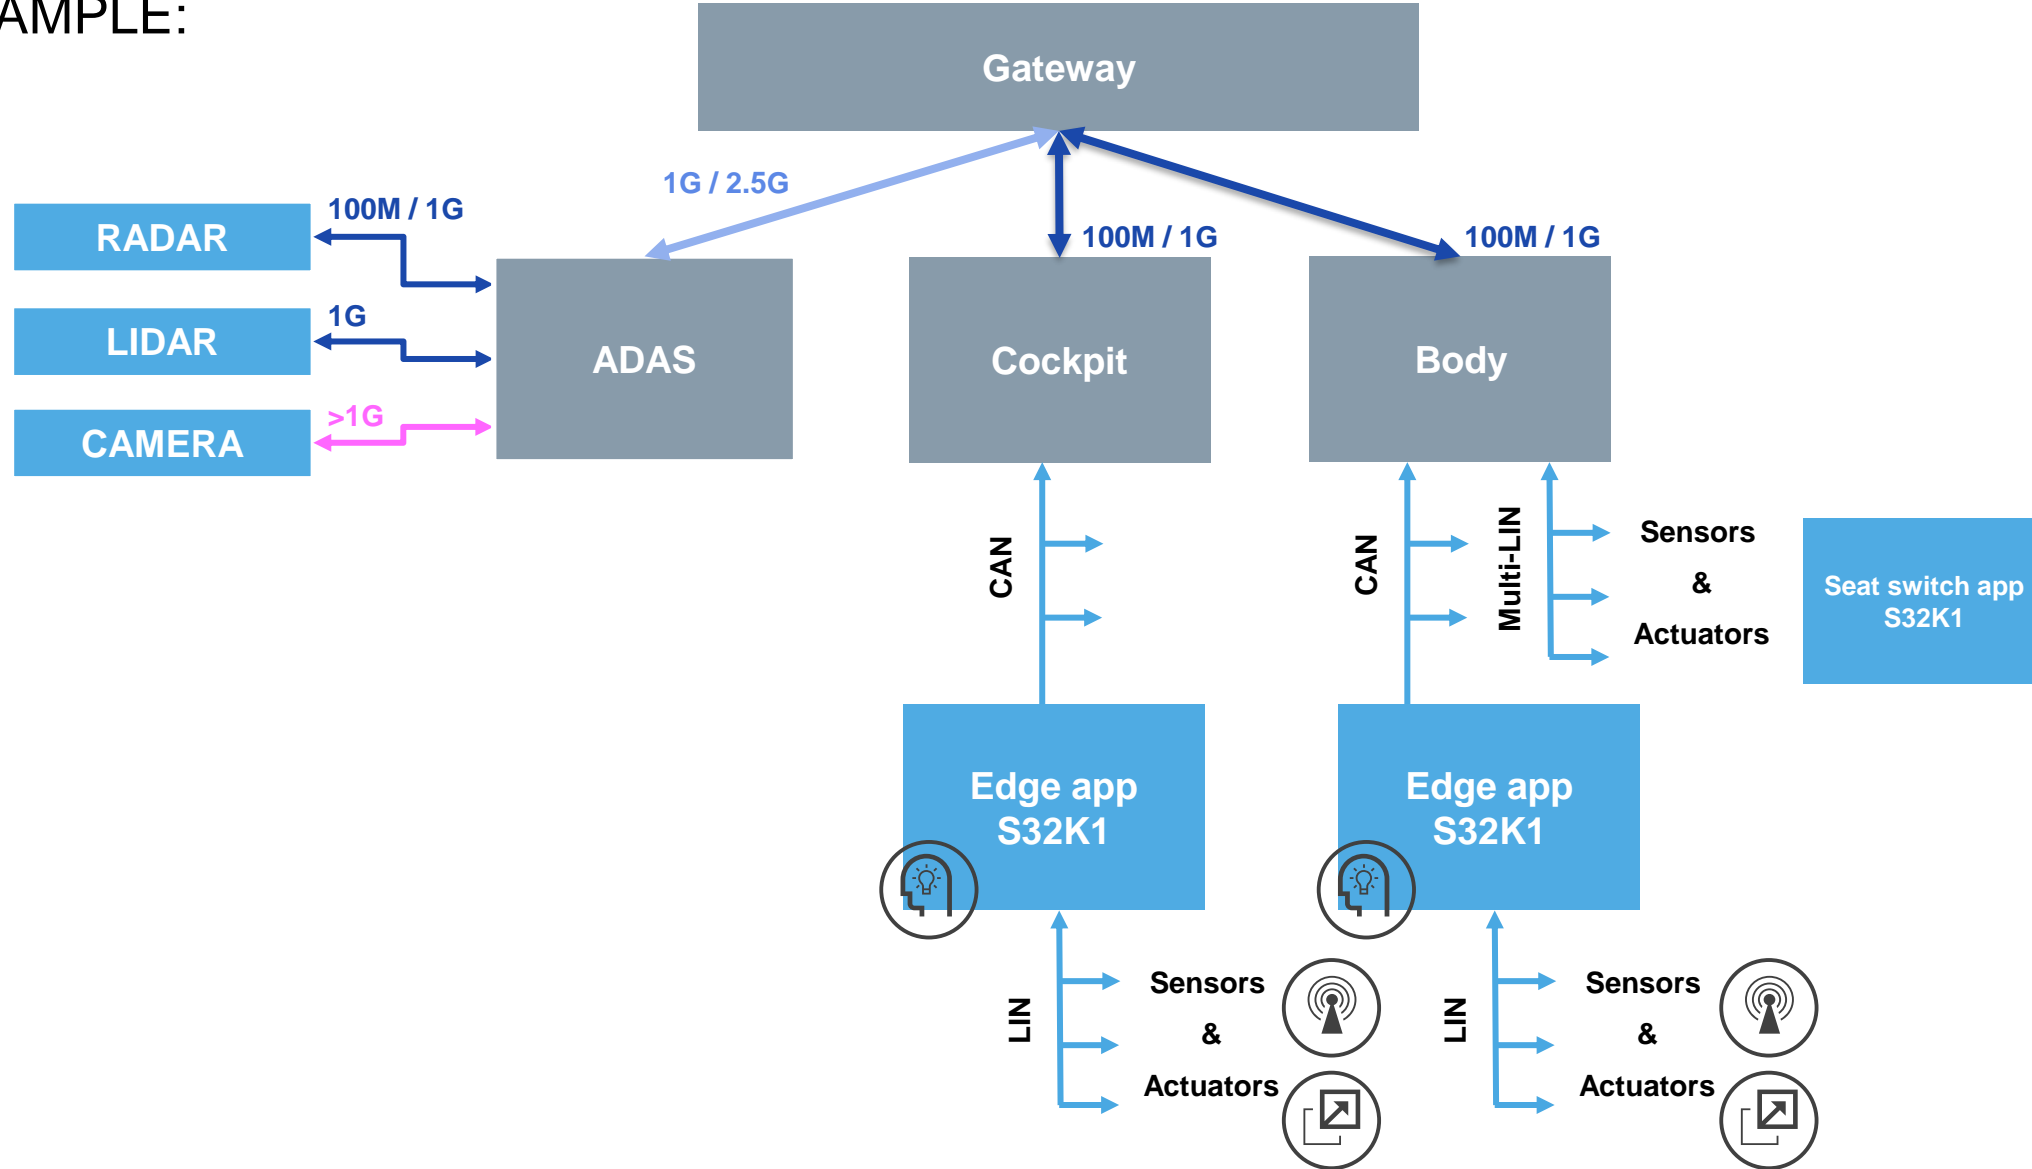 AMPLE:
Gateway
1G / 2.5G
100M / 1G
100M / 1G
100M / 1G
RADAR
1G
LIDAR
>1G
CAMERA
ADAS
Cockpit
Body
CAN
CAN
Multi-LIN
Sensors
&
Actuators
Seat switch app
S32K1
Edge app
S32K1
Edge app
S32K1
LIN
Sensors
&
Actuators
LIN
Sensors
&
Actuators